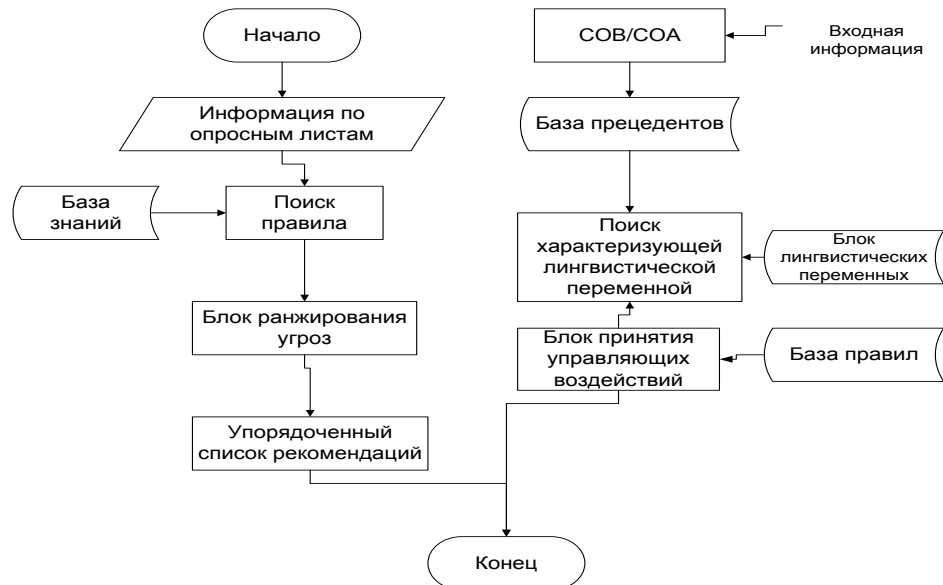 Начало
Информация по
опросным листам
База
знаний
Поиск
правила
Блок ранжирования
угроз
Упорядоченный
список рекомендаций
СОВ/СОА
Входная
информация
База прецедентов
Поиск
характеризующей
лингвистической
переменной
Блок
лингвистических
переменных
Блок принятия
управляющих
воздействий
База правил
Конец